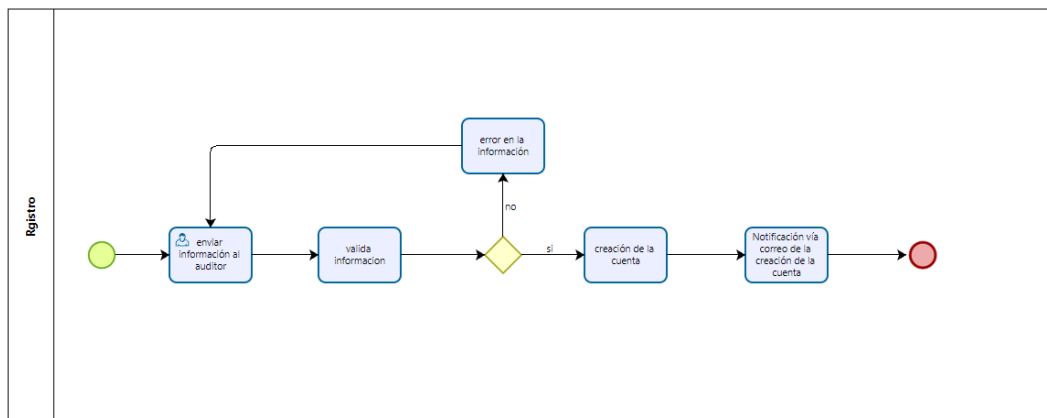 Rgistro
error en la
información
no
enviar
información al
auditor
valida
informacion
si
creación de la
cuenta
Notificación vía
correo de la
creación de la
cuenta